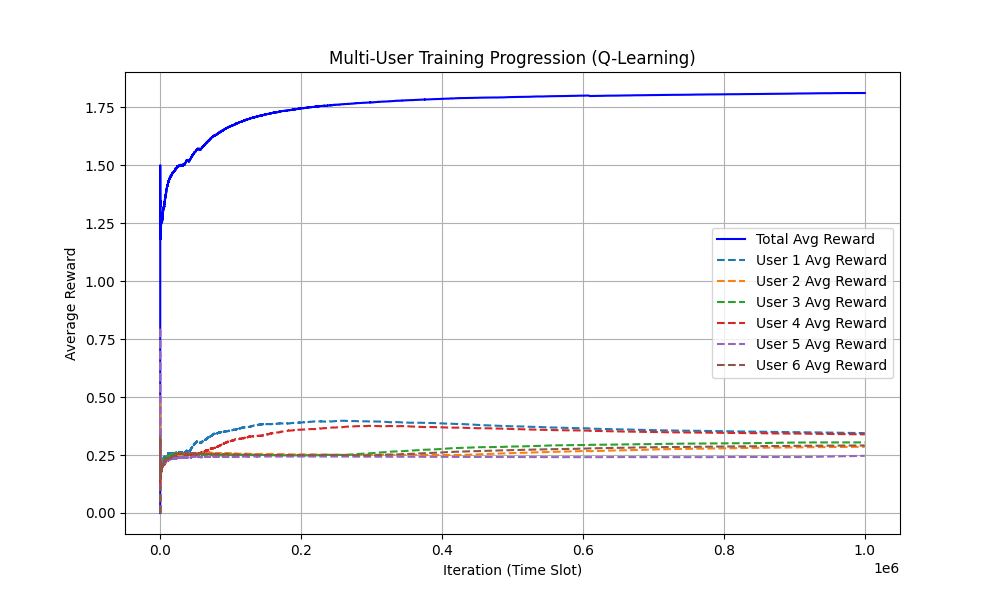 Multi-User Training Progression (Q-Learning)
Average Reward
1.75
1.50
1.25
1.00
0.75
0.50
0.25
0.00
Total Avg Reward
User 1 Avg Reward
User 2 Avg Reward
User 3 Avg Reward
User 4 Avg Reward
User 5 Avg Reward
User 6 Avg Reward
0.0 0.2 0.4 0.6 0.8 1.0
1e6
Iteration (Time Slot)